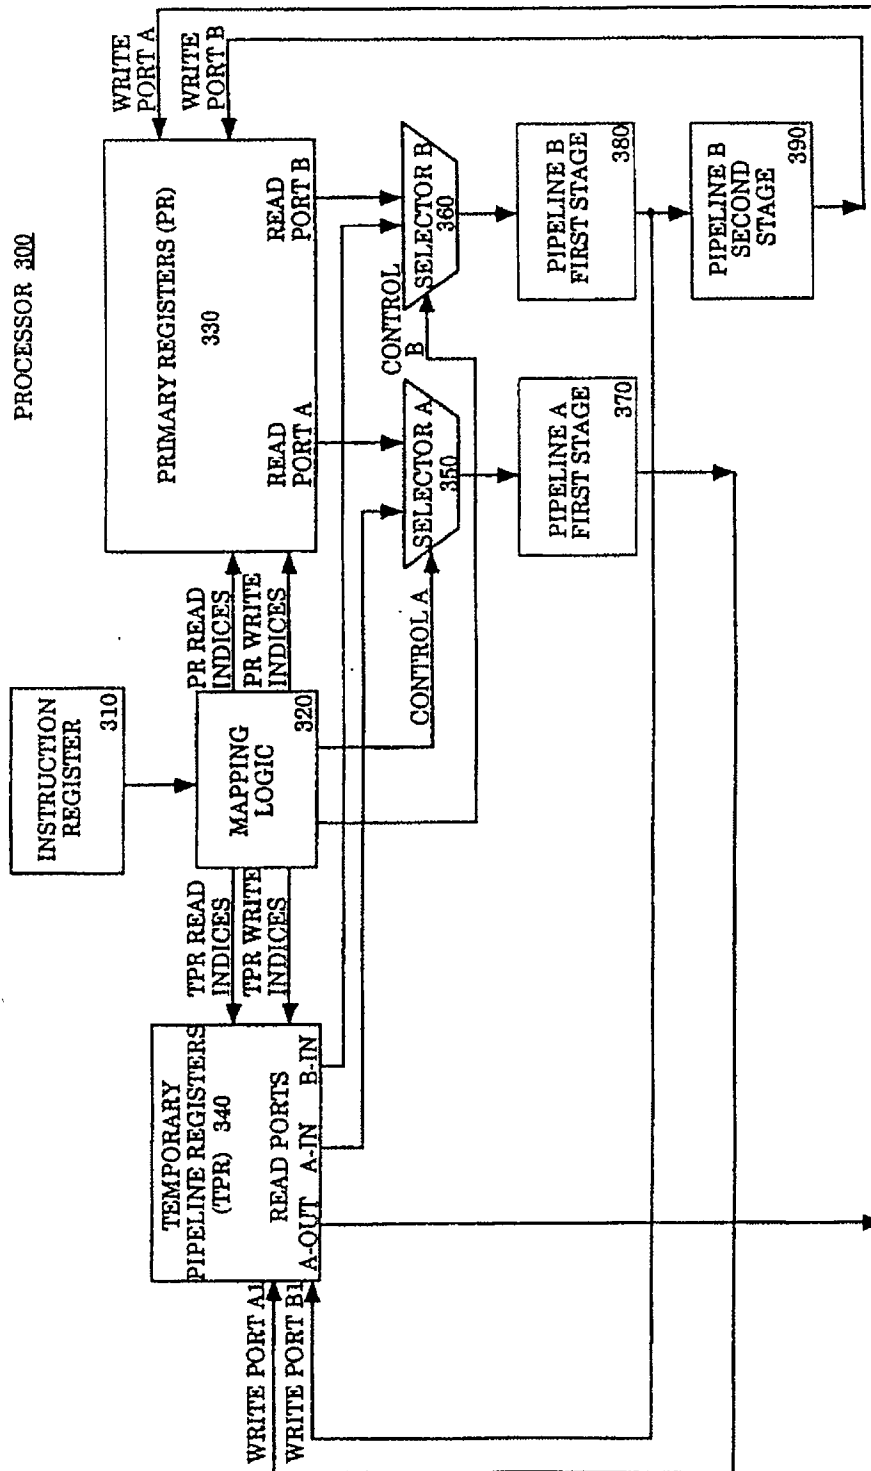 PROCESSOR 300
INSTRUCTION
REGISTER
310
MAPPING
LOGIC
320
TPR READ
INDICES
TPR WRITE
INDICES
PR READ
INDICES
PR WRITE
INDICES
TEMPORARY
PIPELINE REGISTERS
(TPR) 340
READ PORTS
A-OUT A-IN B-IN
WRITE PORT A1
WRITE PORT B1
PRIMARY REGISTERS (PR)
330
READ
PORT A
READ
PORT B
WRITE
PORT A
WRITE
PORT B
CONTROL A
CONTROL
B
SELECTOR A
350
SELECTOR B
360
PIPELINE A
FIRST STAGE
370
PIPELINE B
FIRST STAGE
380
PIPELINE B
SECOND
STAGE
390